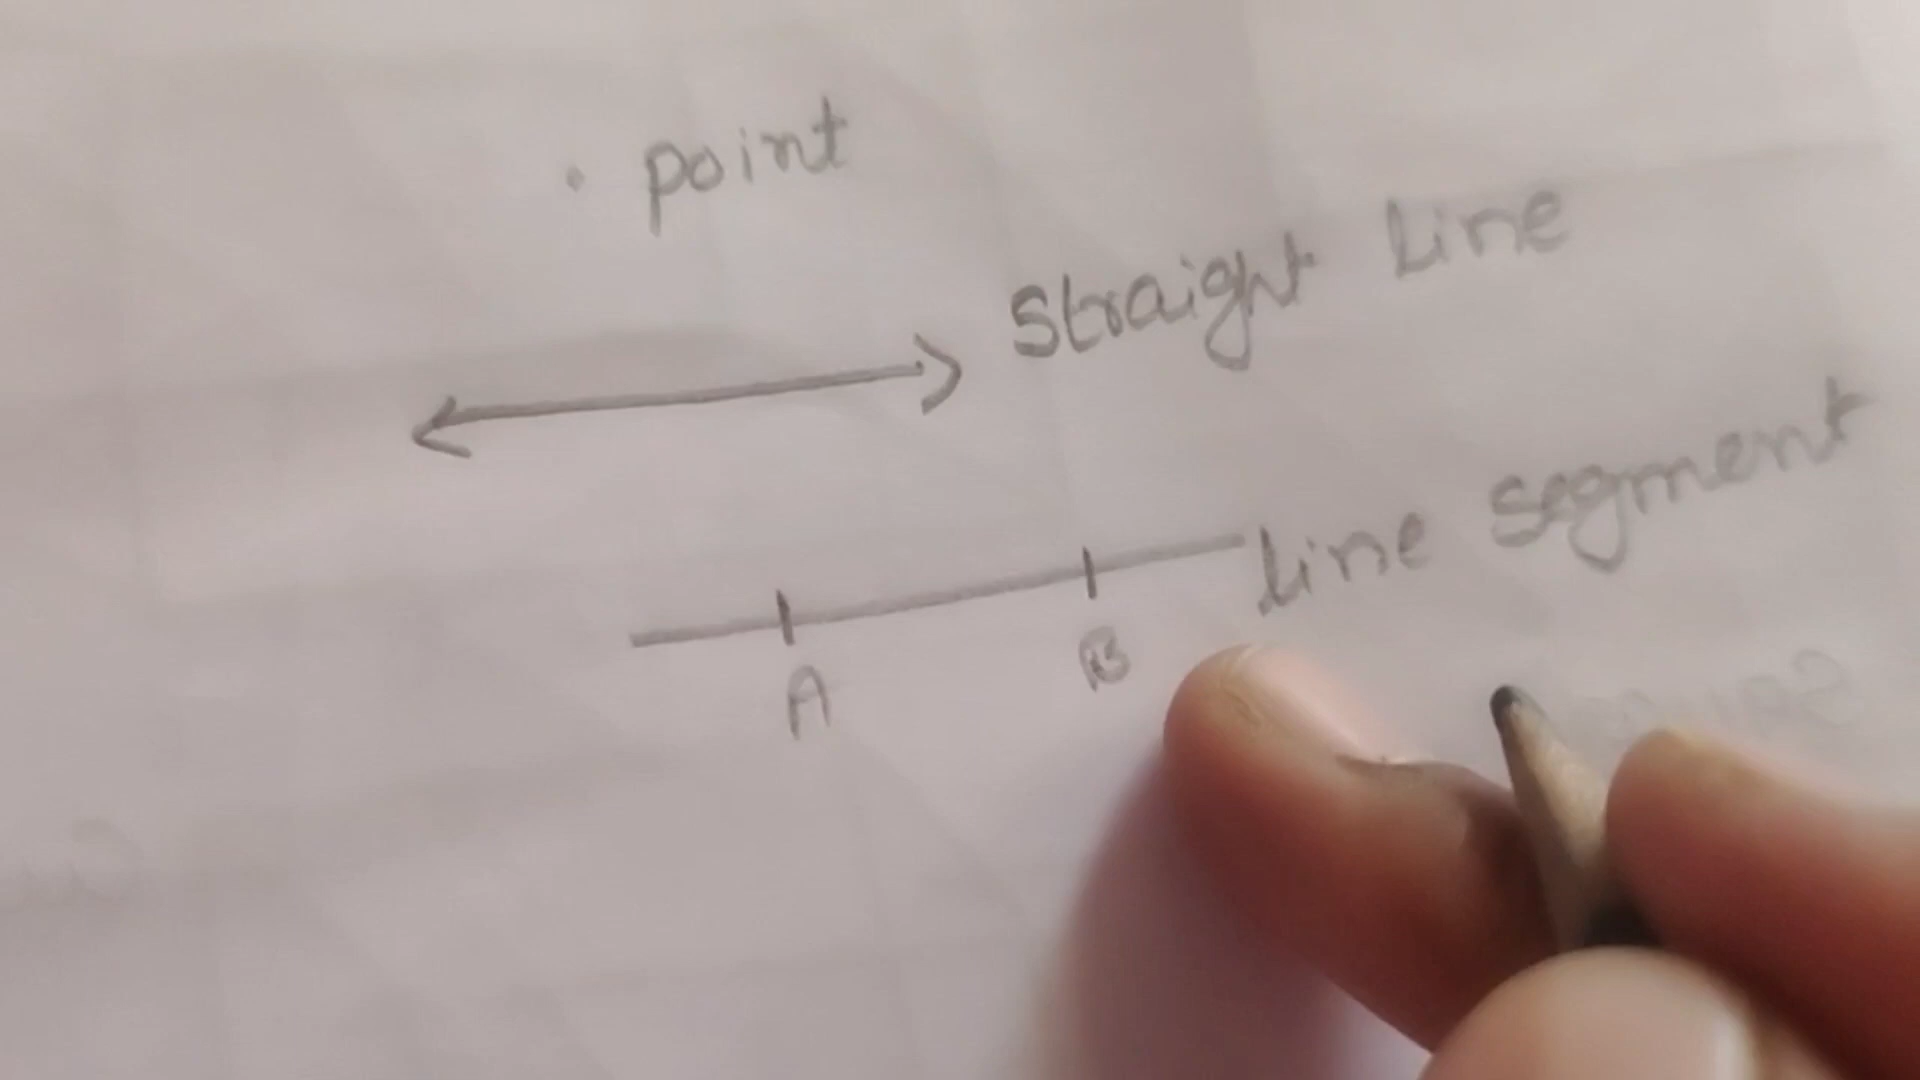 . point
Straight Line
line segment
A B